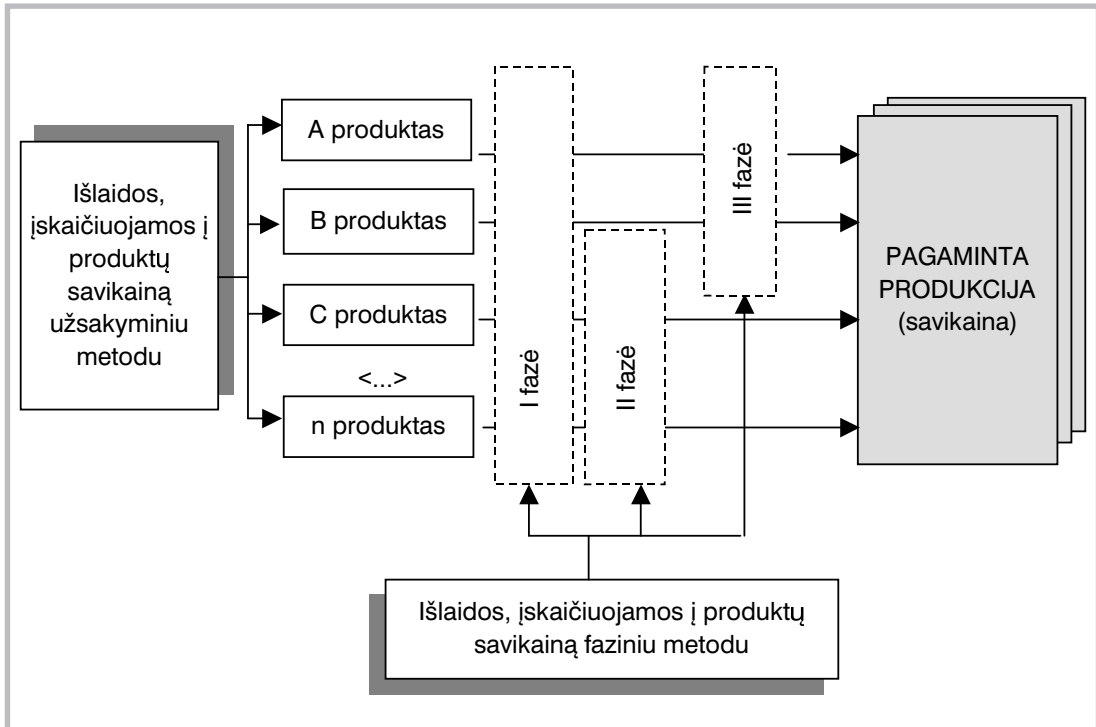 Išlaidos,
įskaičiuojamos į
produktų
savikainą
užsakyminiu
metodu
A produktas
B produktas
C produktas
<...>
n produktas
I fazė
II fazė
III fazė
PAGAMINTA
PRODUKCIJA
(savikaina)
Išlaidos, įskaičiuojamos į produktų
savikainą faziniu metodu